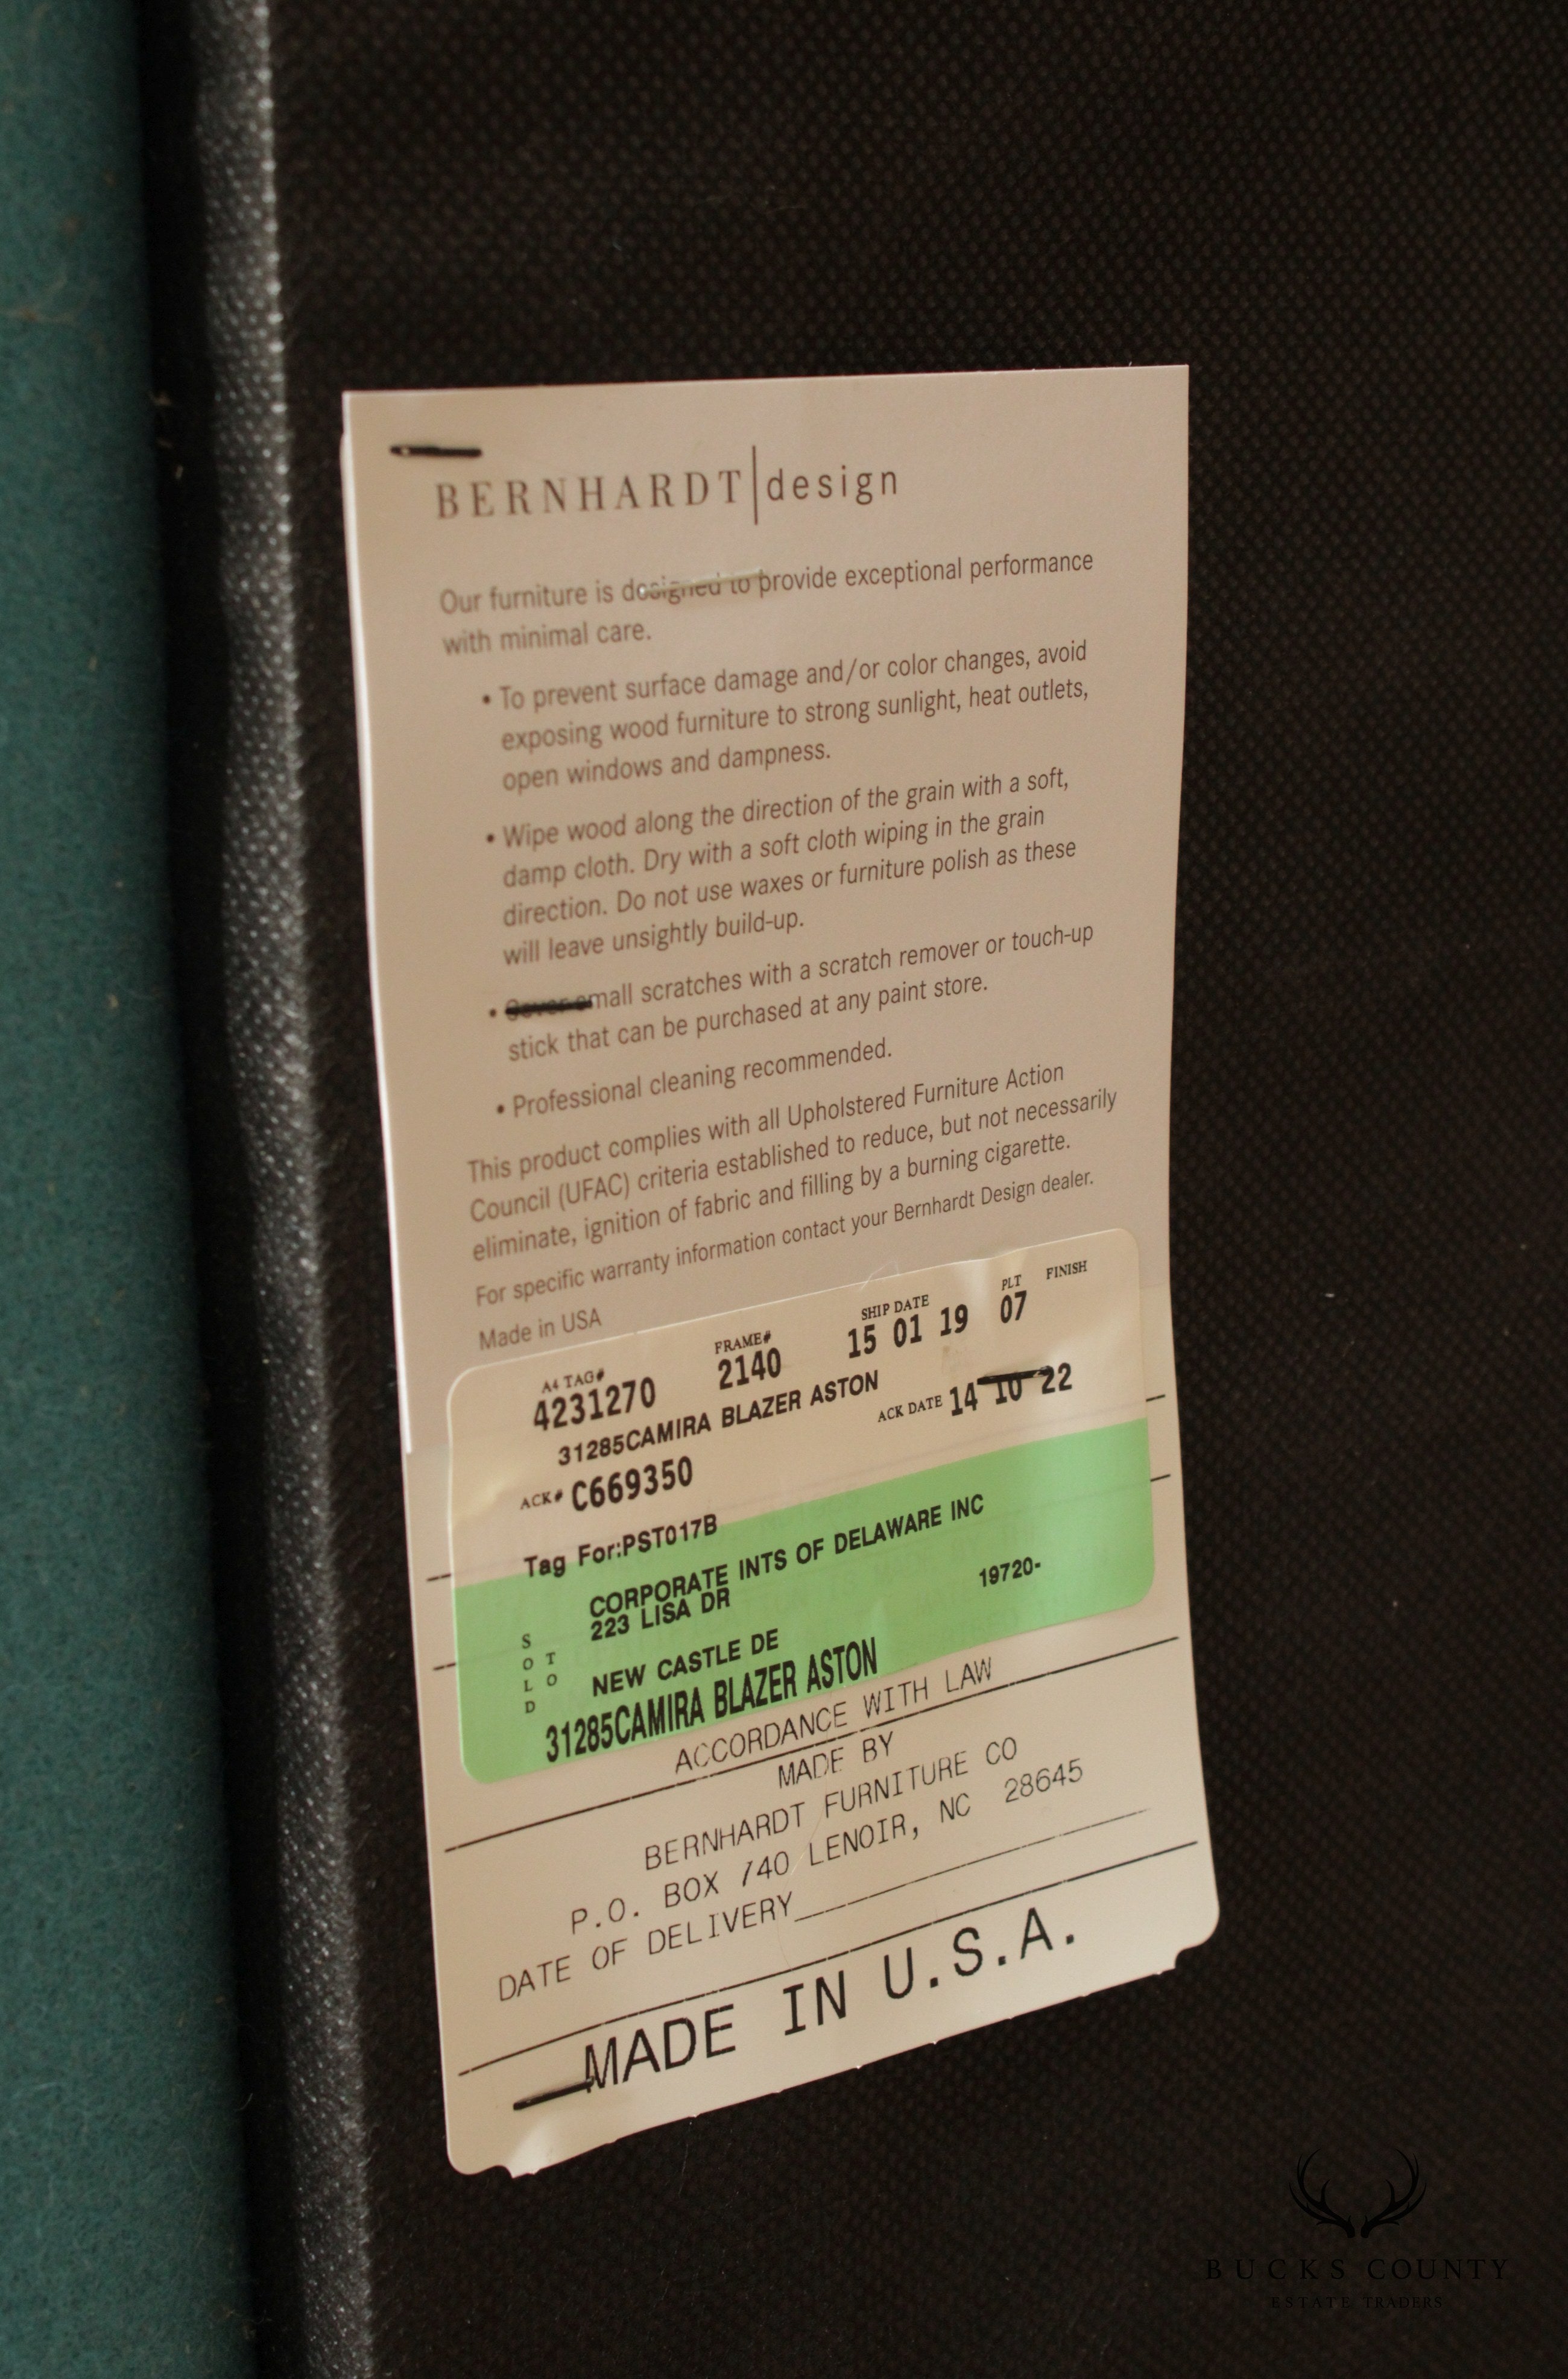 BERNHARDT|design
Our furniture is designed to provide exceptional performance
with minimal care.
• To prevent surface damage and/or color changes, avoid
exposing wood furniture to strong sunlight, heat outlets,
open windows and dampness.
• Wipe wood along the direction of the grain with a soft,
damp cloth. Dry with a soft cloth wiping in the grain
direction. Do not use waxes or furniture polish as these
will leave unsightly build-up.
• Cover small scratches with a scratch remover or touch-up
stick that can be purchased at any paint store.
• Professional cleaning recommended.
This product complies with all Upholstered Furniture Action
Council (UFAC) criteria established to reduce, but not necessarily
eliminate, ignition of fabric and filling by a burning cigarette.
For specific warranty information contact your Bernhardt Design dealer.
Made in USA
A4 TAG# FRAME# SHIP DATE PLT FINISH
4231270 2140 15 01 19 07
31285CAMIRA BLAZER ASTON
ACK DATE 14 10 22
ACK# C669350
Tag For:PST017B
CORPORATE INTS OF DELAWARE INC
223 LISA DR
19720-
SOLD TO
NEW CASTLE DE
31285CAMIRA BLAZER ASTON
ACCORDANCE WITH LAW
MADE BY
BERNHARDT FURNITURE CO
P.O. BOX 740 LENOIR, NC 28645
DATE OF DELIVERY
MADE IN U.S.A.
BUCKS COUNTY
ESTATE TRADERS